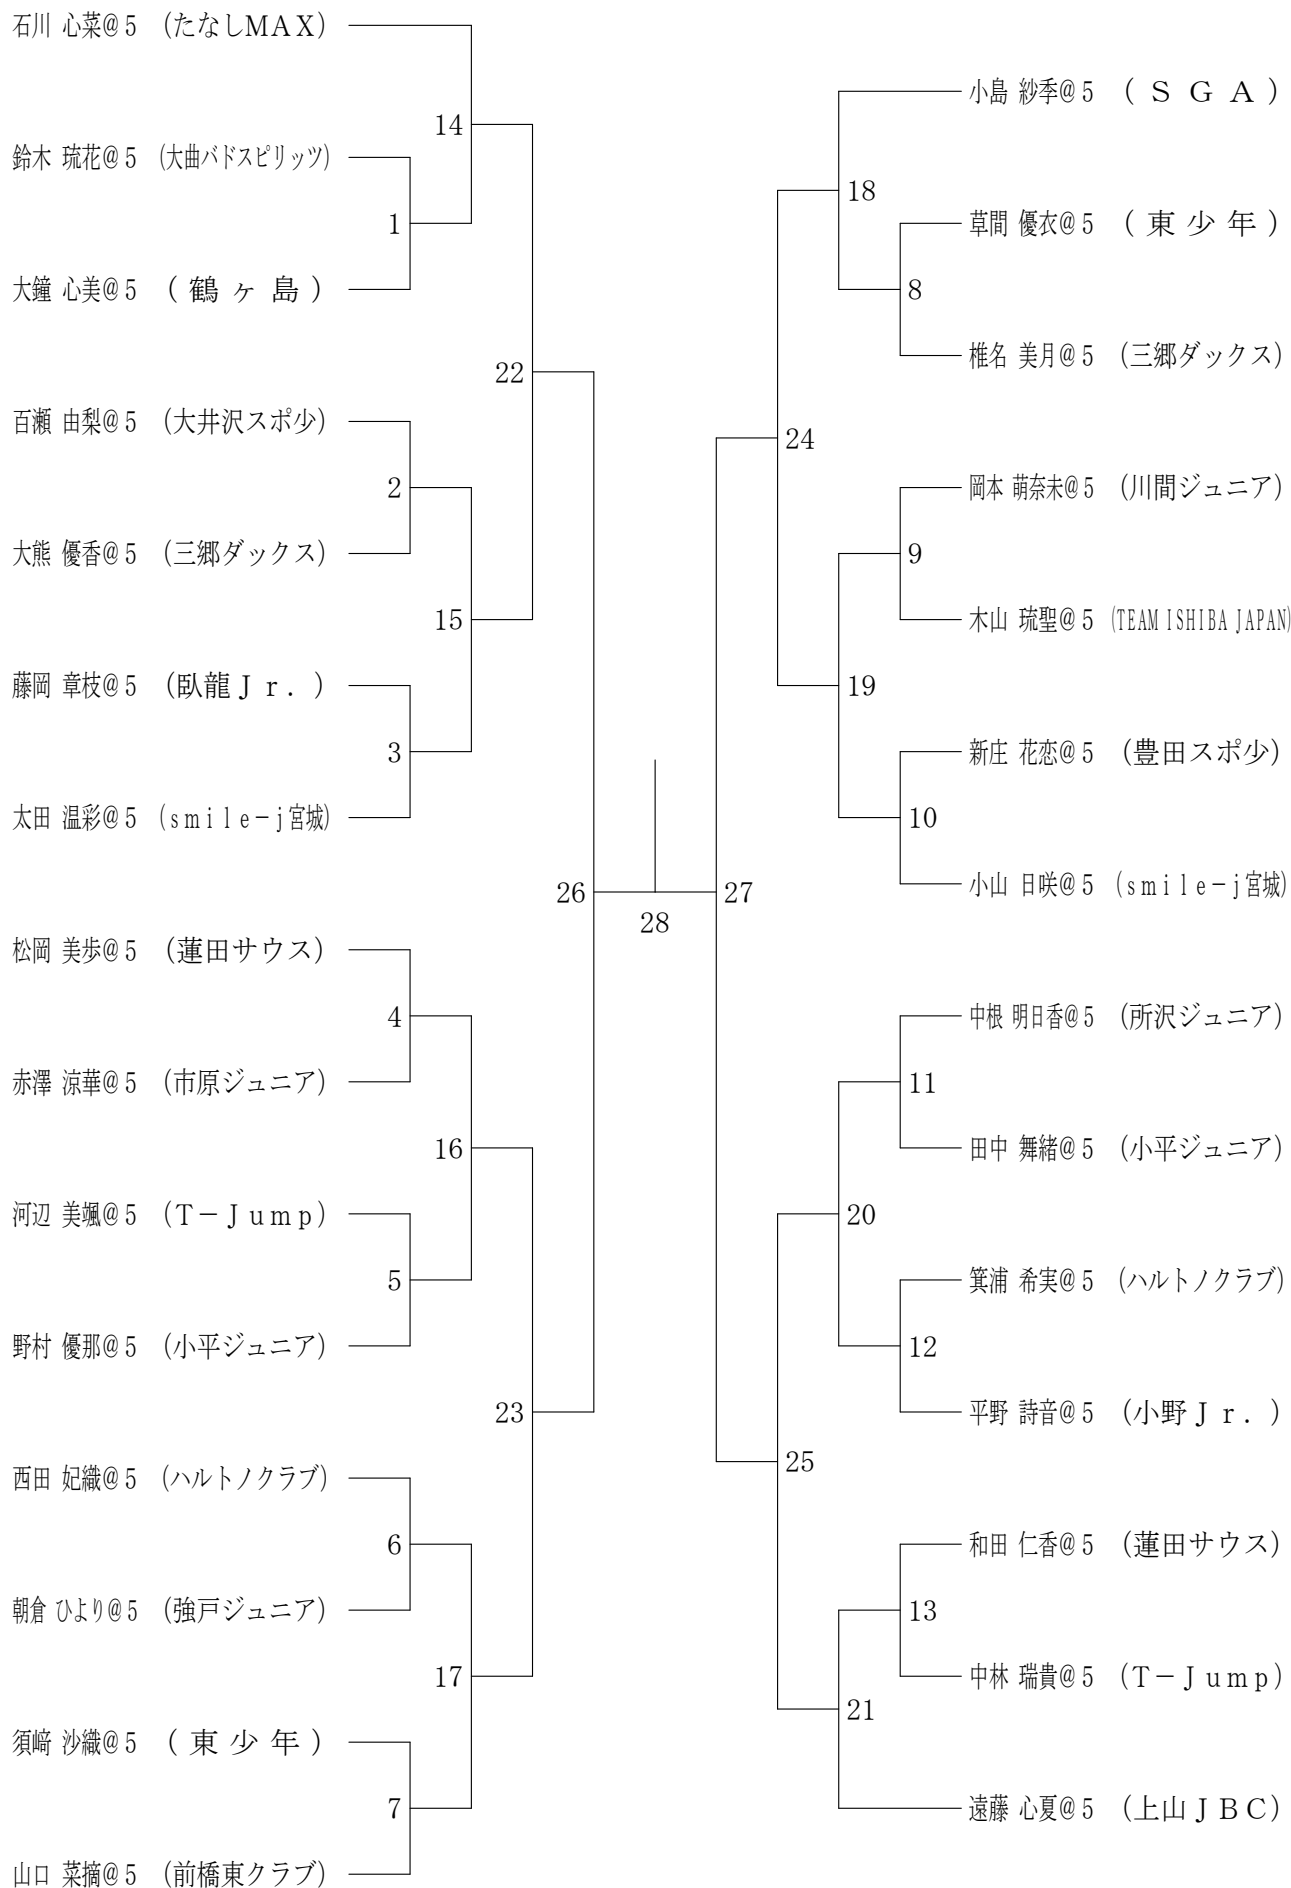 石川 心菜@5 (たなしMAX)
鈴木 琉花@5 (大曲バドスピリッツ)
大鐘 心美@5 (鶴ヶ島)
百瀬 由梨@5 (大井沢スポ少)
大熊 優香@5 (三郷ダックス)
藤岡 章枝@5 (臥龍Jr.)
太田 温彩@5 (smile-j宮城)
松岡 美歩@5 (蓮田サウス)
赤澤 涼華@5 (市原ジュニア)
河辺 美颯@5 (T-Jump)
野村 優那@5 (小平ジュニア)
西田 妃織@5 (ハルトノクラブ)
朝倉 ひより@5 (強戸ジュニア)
須﨑 沙織@5 (東少年)
山口 菜摘@5 (前橋東クラブ)
1
2
3
4
5
6
7
14
15
16
17
22
23
26
28
27
24
25
18
19
20
21
8
9
10
11
12
13
小島 紗季@5 (SGA)
草間 優衣@5 (東少年)
椎名 美月@5 (三郷ダックス)
岡本 萌奈未@5 (川間ジュニア)
木山 琉聖@5 (TEAM ISHIBA JAPAN)
新庄 花恋@5 (豊田スポ少)
小山 日咲@5 (smile-j宮城)
中根 明日香@5 (所沢ジュニア)
田中 舞緒@5 (小平ジュニア)
箕浦 希実@5 (ハルトノクラブ)
平野 詩音@5 (小野Jr.)
和田 仁香@5 (蓮田サウス)
中林 瑞貴@5 (T-Jump)
遠藤 心夏@5 (上山JBC)